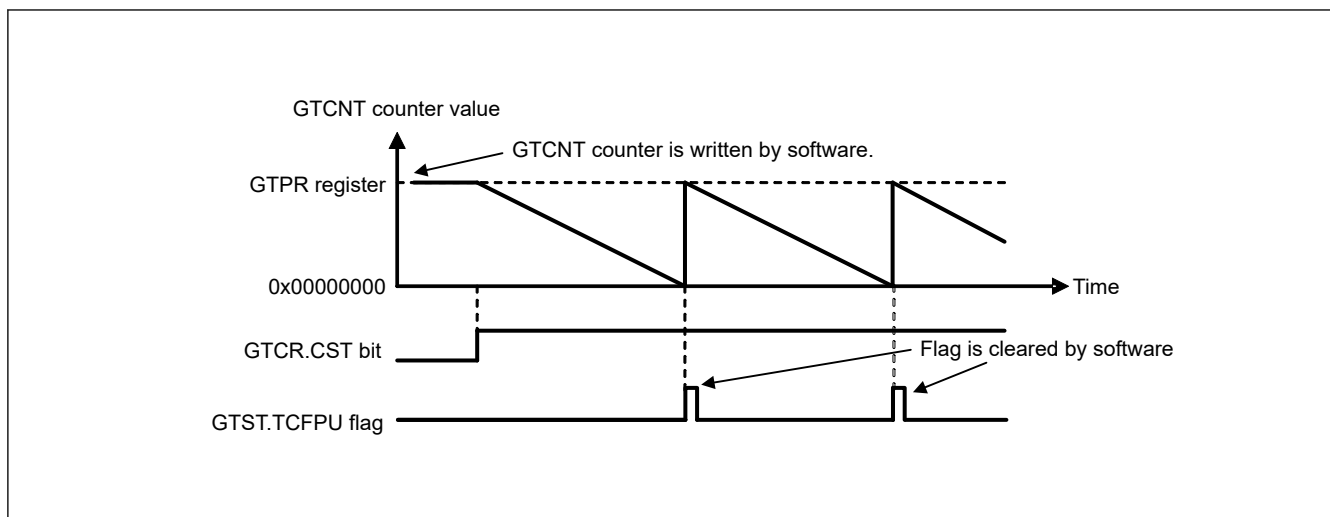 GTCNT counter value
GTCNT counter is written by software.
GTPR register
0x00000000
Time
GTCR.CST bit
Flag is cleared by software
GTST.TCFPU flag